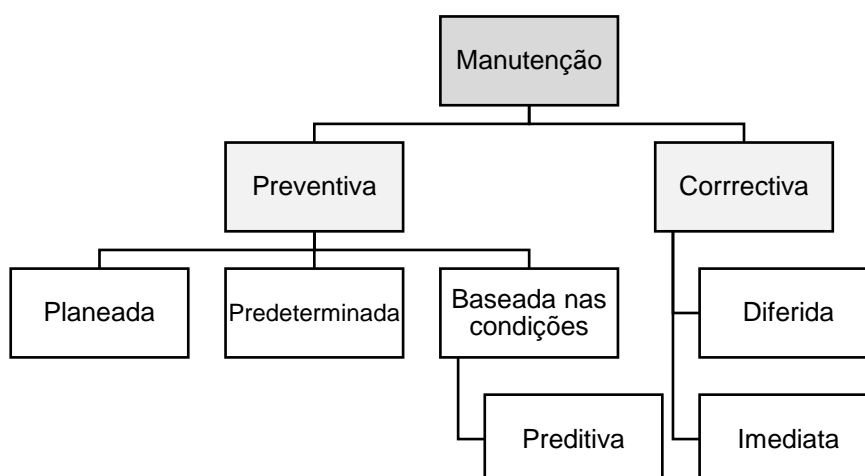 Manutenção
Preventiva
Corrrectiva
Planeada
Predeterminada
Baseada nas
condições
Diferida
Preditiva
Imediata